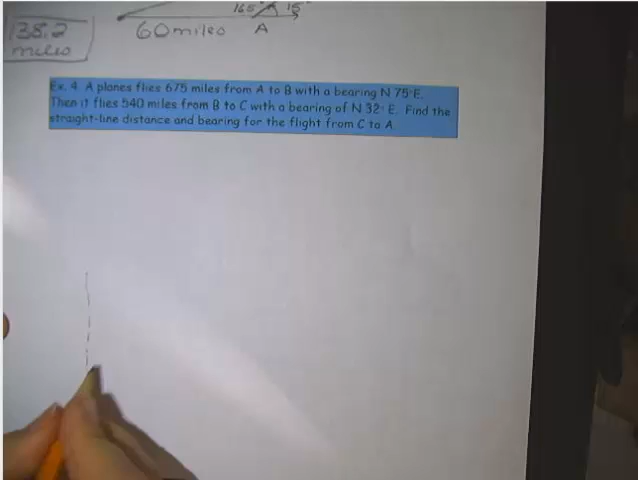 165° 15°
138.2 60 miles A
miles
Ex. 4 A planes flies 675 miles from A to B with a bearing N 75° E.
Then it flies 540 miles from B to C with a bearing of N 32° E. Find the
straight-line distance and bearing for the flight from C to A.